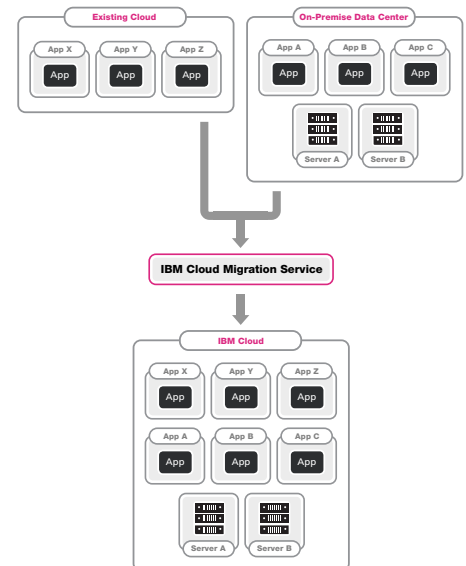 Existing Cloud
App X
App Y
App Z
App
App
App
On-Premise Data Center
App A
App B
App C
App
App
App
Server A
Server B
IBM Cloud Migration Service
IBM Cloud
App X
App Y
App Z
App
App
App
App A
App B
App C
App
App
App
Server A
Server B